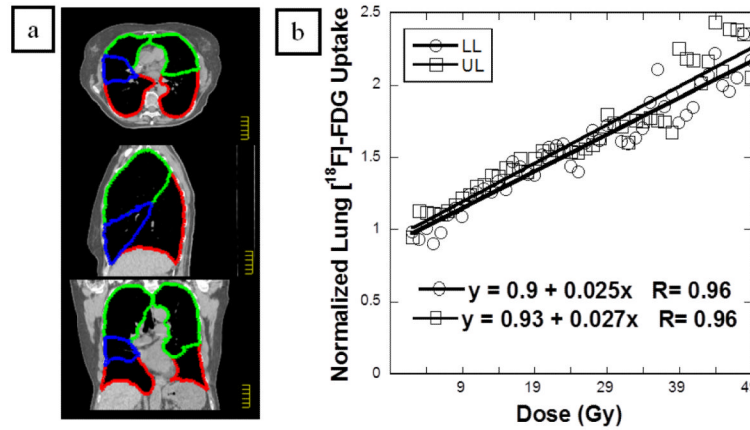 a
b
Normalized Lung [¹⁸F]-FDG Uptake
2.5
2
1.5
1
0.5
0
LL
UL
y = 0.9 + 0.025x R= 0.96
y = 0.93 + 0.027x R= 0.96
9 19 29 39 49
Dose (Gy)